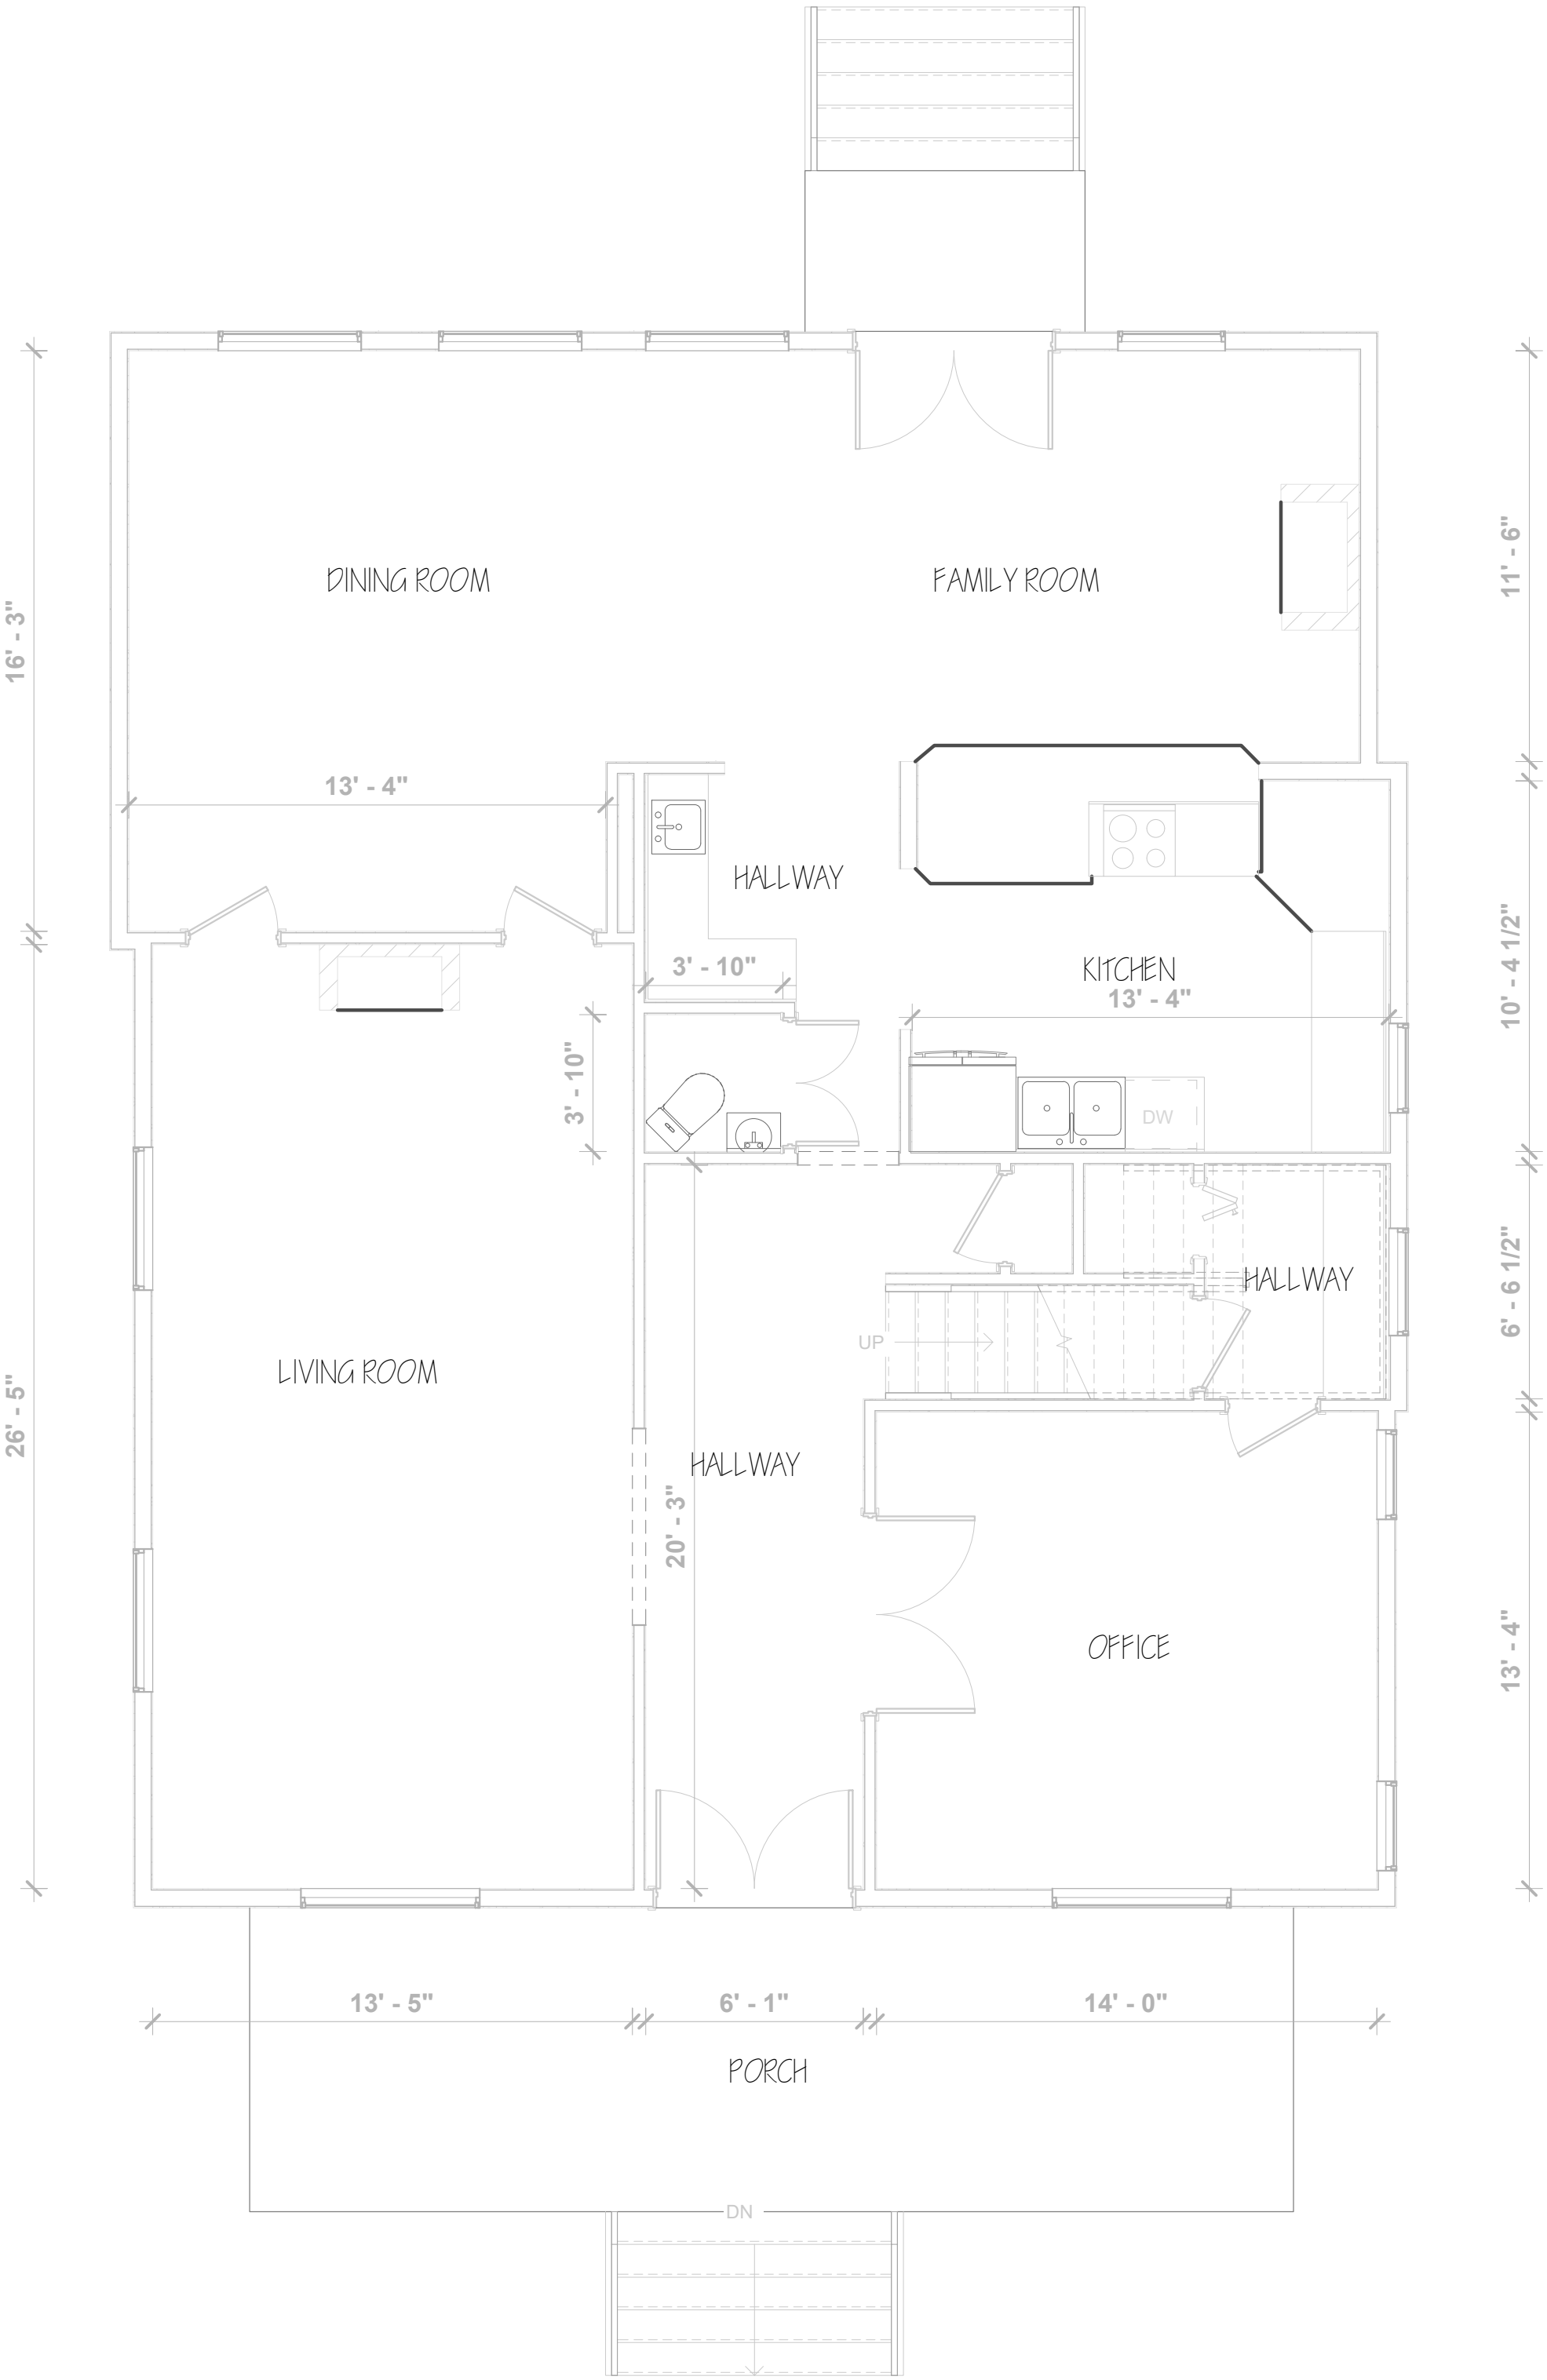 DINING ROOM
FAMILY ROOM
11' - 6"
16' - 3"
13' - 4"
HALLWAY
3' - 10"
KITCHEN
13' - 4"
10' - 4 1/2"
3' - 10"
DW
HALLWAY
6' - 6 1/2"
UP
LIVING ROOM
26' - 5"
HALLWAY
20' - 3"
OFFICE
13' - 4"
13' - 5"
6' - 1"
14' - 0"
PORCH
DN